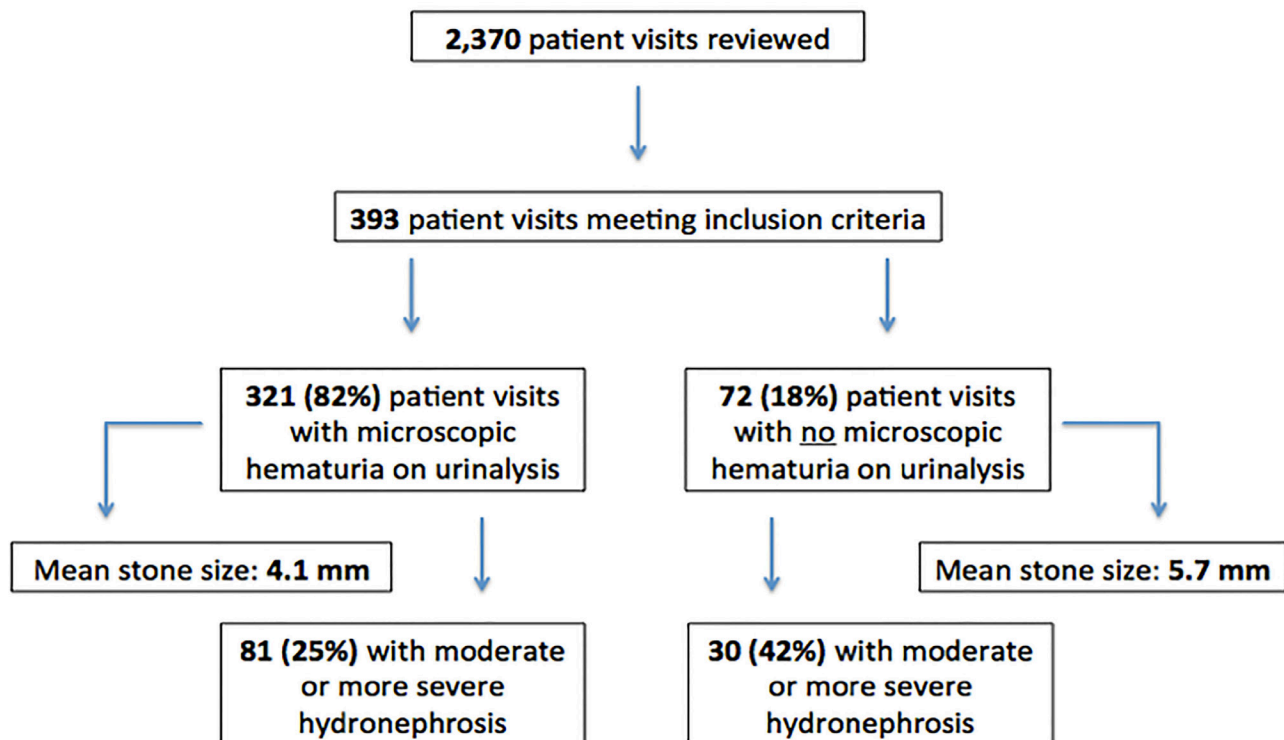 2,370 patient visits reviewed
393 patient visits meeting inclusion criteria
321 (82%) patient visits
with microscopic
hematuria on urinalysis
72 (18%) patient visits
with no microscopic
hematuria on urinalysis
Mean stone size: 4.1 mm
Mean stone size: 5.7 mm
81 (25%) with moderate
or more severe
hydronephrosis
30 (42%) with moderate
or more severe
hydronephrosis